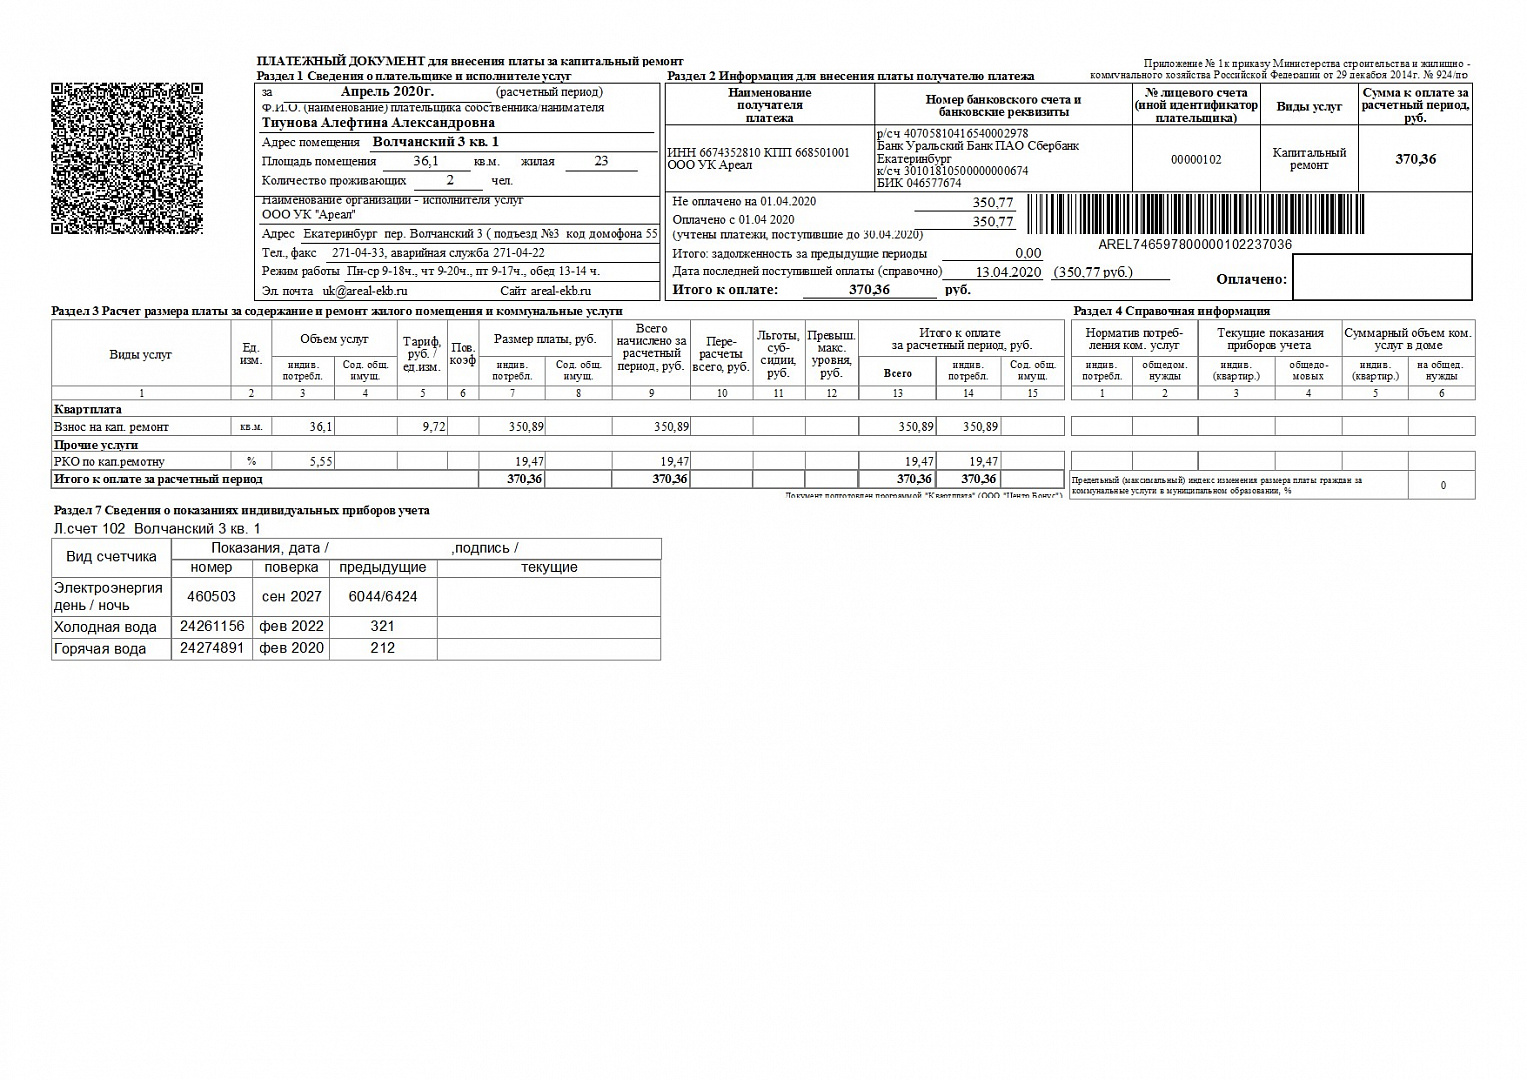 ПЛАТЕЖНЫЙ ДОКУМЕНТ для внесения платы за капитальный ремонт
Приложение № 1к приказу Министерства строительства и жилищно -
коммунального хозяйства Российской Федерации от 29 декабря 2014г. № 924/пр
Раздел 1 Сведения о плательщике и исполнителе услуг
за Апрель 2020г. (расчетный период)
Ф.И.О. (наименование) плательщика собственника/нанимателя
Тиунова Алефтина Александровна
Адрес помещения Волчанский 3 кв. 1
Площадь помещения 36,1 кв.м. жилая 23
Количество проживающих 2 чел.
Наименование организации - исполнителя услуг
ООО УК "Ареал"
Адрес Екатеринбург пер. Волчанский 3 ( подъезд №3 код домофона 55
Тел., факс 271-04-33, аварийная служба 271-04-22
Режим работы Пн-ср 9-18ч., чт 9-20ч., пт 9-17ч., обед 13-14 ч.
Эл. почта uk@areal-ekb.ru Сайт areal-ekb.ru
Раздел 2 Информация для внесения платы получателю платежа
Наименование
получателя
платежа
Номер банковского счета и
банковские реквизиты
№ лицевого счета
(иной идентификатор
плательщика)
Виды услуг
Сумма к оплате за
расчетный период,
руб.
ИНН 6674352810 КПП 668501001
ООО УК Ареал
р/сч 40705810416540002978
Банк Уральский Банк ПАО Сбербанк
Екатеринбург
к/сч 30101810500000000674
БИК 046577674
00000102
Капитальный
ремонт
370,36
Не оплачено на 01.04.2020 350,77
Оплачено с 01.04 2020 350,77
(учтены платежи, поступившие до 30.04.2020)
Итого: задолженность за предыдущие периоды 0,00
Дата последней поступившей оплаты (справочно) 13.04.2020 (350,77 руб.)
Итого к оплате: 370,36 руб.
AREL746597800000102237036
Оплачено:
Раздел 3 Расчет размера платы за содержание и ремонт жилого помещения и коммунальные услуги
Виды услуг
Ед.
изм.
Объем услуг
индив.
потребл.
Сод. общ.
имущ.
Тариф,
руб. /
ед.изм.
Пов.
коэф
Размер платы, руб.
индив.
потребл.
Сод. общ.
имущ.
Всего
начислено за
расчетный
период, руб.
Пере-
расчеты
всего, руб.
Льготы,
суб-
сидии,
руб.
Превыш.
макс.
уровня,
руб.
Итого к оплате
за расчетный период, руб.
Всего
индив.
потребл.
Сод. общ.
имущ.
1 2 3 4 5 6 7 8 9 10 11 12 13 14 15
Квартплата
Взнос на кап. ремонт кв.м. 36,1 9,72 350,89 350,89 350,89 350,89
Прочие услуги
РКО по кап.ремотну % 5,55 19,47 19,47 19,47 19,47
Итого к оплате за расчетный период 370,36 370,36 370,36 370,36
Документ подготовлен программой "Квартплата" (ООО "Центр Бонус")
Раздел 4 Справочная информация
Норматив потреб-
ления ком. услуг
индив.
потребл.
общедом.
нужды
Текущие показания
приборов учета
индив.
(квартир.)
общедо-
мовых
Суммарный объем ком.
услуг в доме
индив.
(квартир.)
на общед.
нужды
1 2 3 4 5 6
Предельный (максимальный) индекс изменения размера платы граждан за
коммунальные услуги в муниципальном образовании, %
0
Раздел 7 Сведения о показаниях индивидуальных приборов учета
Л.счет 102 Волчанский 3 кв. 1
Вид счетчика
Показания, дата / ,подпись /
номер поверка предыдущие текущие
Электроэнергия
день / ночь
460503 сен 2027 6044/6424
Холодная вода 24261156 фев 2022 321
Горячая вода 24274891 фев 2020 212